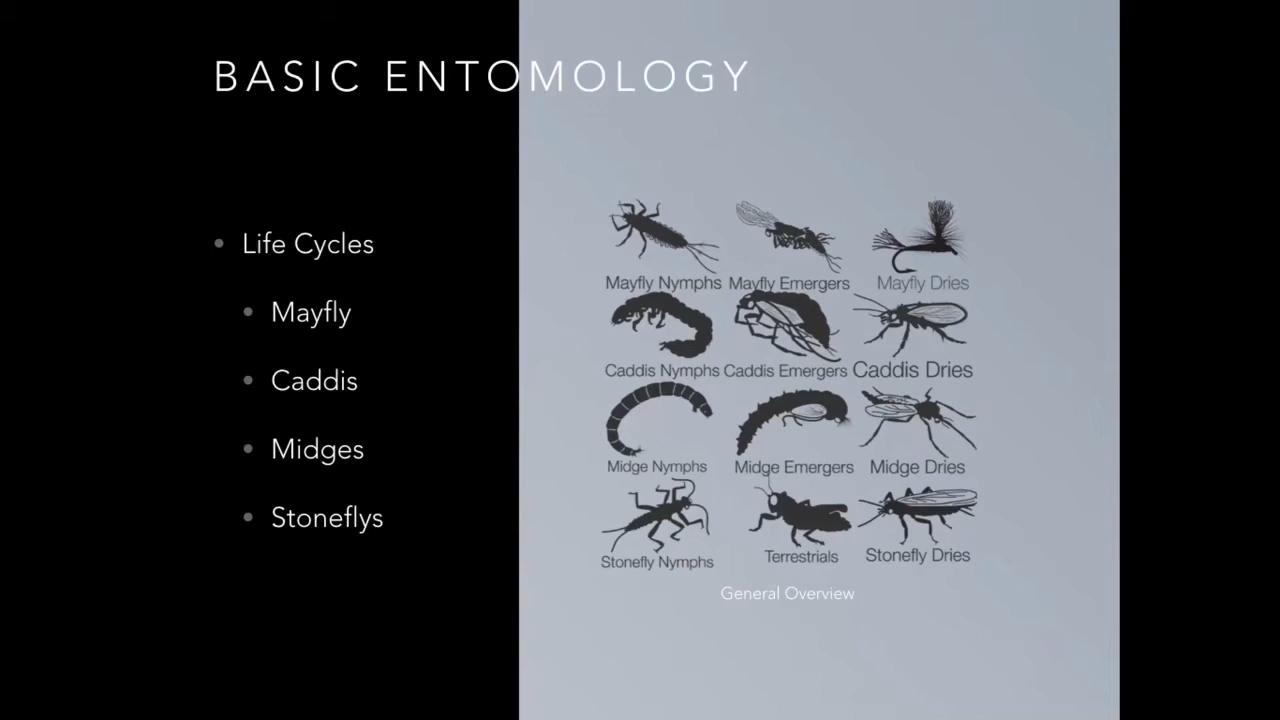 BASIC ENTOMOLOGY
Life Cycles
Mayfly
Caddis
Midges
Stoneflys
Mayfly Nymphs Mayfly Emergers Mayfly Dries
Caddis Nymphs Caddis Emergers Caddis Dries
Midge Nymphs Midge Emergers Midge Dries
Stonefly Nymphs Terrestrials Stonefly Dries
General Overview